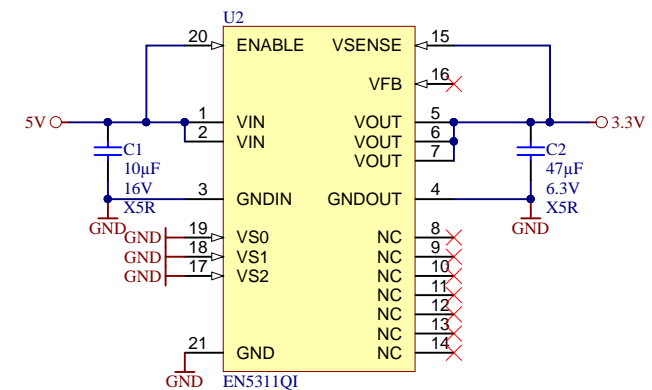 U2
20 ENABLE VSENSE 15
VFB 16
5V 1 VIN VOUT 5 3.3V
2 VIN VOUT 6
VOUT 7
C1 C2
10µF 47µF
16V 3 GNDIN GNDOUT 4 6.3V
X5R X5R
GND GND
GND 19 VS0 NC 8
GND 18 VS1 NC 9
GND 17 VS2 NC 10
NC 11
NC 12
NC 13
21 GND NC 14
GND EN5311QI